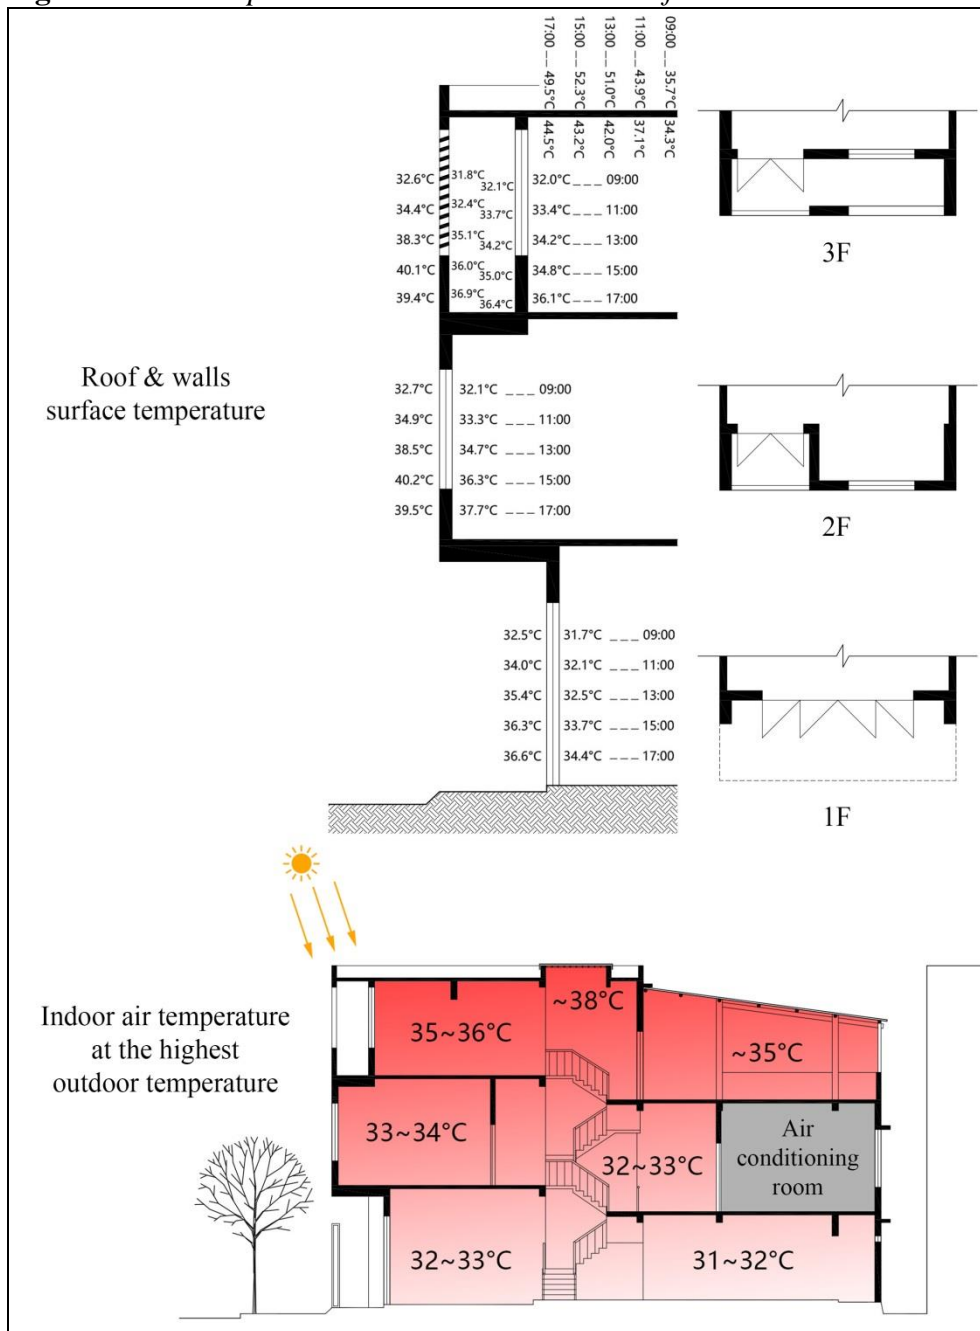 17:00 --- 49.5°C 44.5°C
15:00 --- 52.3°C 43.2°C
13:00 --- 51.0°C 42.0°C
11:00 --- 43.9°C 37.1°C
09:00 --- 35.7°C 34.3°C
32.6°C 31.8°C 32.1°C 32.0°C --- 09:00
34.4°C 32.4°C 33.7°C 33.4°C --- 11:00
38.3°C 35.1°C 34.2°C 34.2°C --- 13:00
40.1°C 36.0°C 35.0°C 34.8°C --- 15:00
39.4°C 36.9°C 36.4°C 36.1°C --- 17:00
3F
Roof & walls
surface temperature
32.7°C 32.1°C --- 09:00
34.9°C 33.3°C --- 11:00
38.5°C 34.7°C --- 13:00
40.2°C 36.3°C --- 15:00
39.5°C 37.7°C --- 17:00
2F
32.5°C 31.7°C --- 09:00
34.0°C 32.1°C --- 11:00
35.4°C 32.5°C --- 13:00
36.3°C 33.7°C --- 15:00
36.6°C 34.4°C --- 17:00
1F
Indoor air temperature
at the highest
outdoor temperature
35~36°C
~38°C
~35°C
33~34°C
32~33°C
Air
conditioning
room
32~33°C
31~32°C